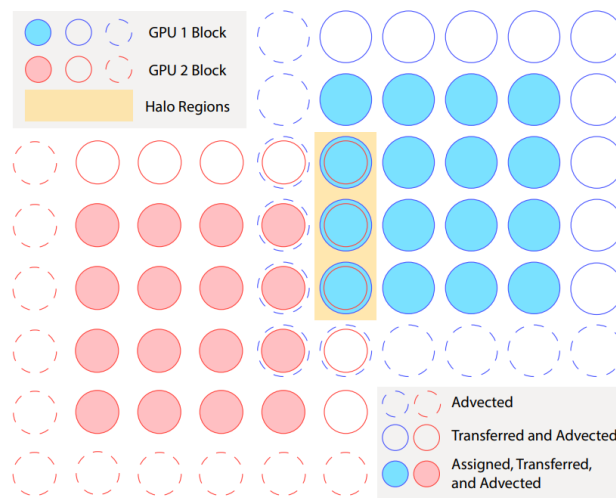 GPU 1 Block
GPU 2 Block
Halo Regions
Advected
Transferred and Advected
Assigned, Transferred,
and Advected